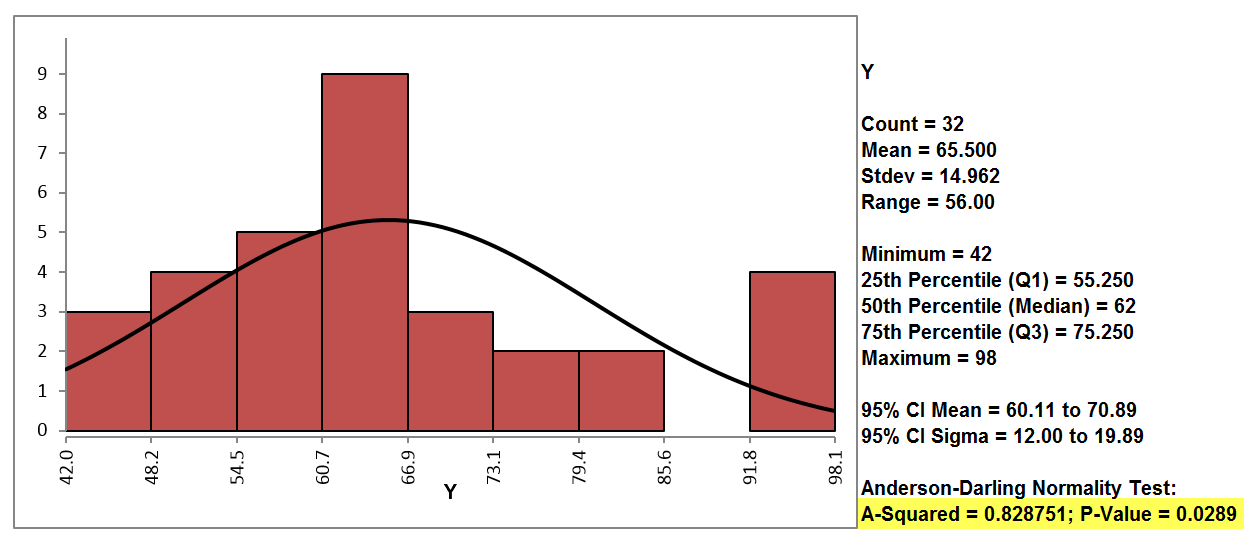 9
8
7
6
5
4
3
2
1
0
42.0
48.2
54.5
60.7
66.9
73.1
79.4
85.6
91.8
98.1
Y
Y
Count = 32
Mean = 65.500
Stdev = 14.962
Range = 56.00
Minimum = 42
25th Percentile (Q1) = 55.250
50th Percentile (Median) = 62
75th Percentile (Q3) = 75.250
Maximum = 98
95% CI Mean = 60.11 to 70.89
95% CI Sigma = 12.00 to 19.89
Anderson-Darling Normality Test:
A-Squared = 0.828751; P-Value = 0.0289